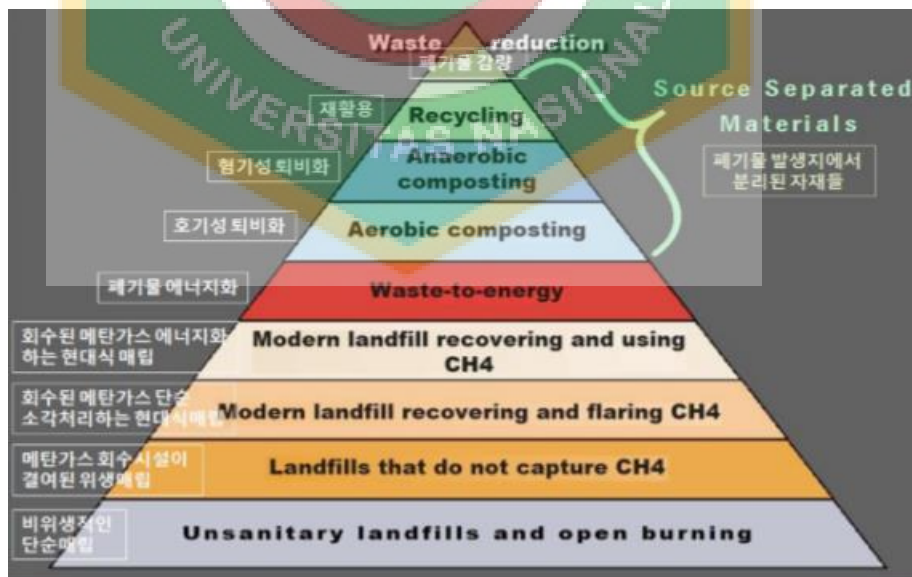 UNIVERSITAS NASIONAL
Waste reduction
폐기물 감량
재활용
Recycling
Source Separated
Materials
폐기물 발생지에서
분리된 자재들
혐기성 퇴비화
Anaerobic
composting
호기성 퇴비화
Aerobic composting
폐기물 에너지화
Waste-to-energy
회수된 메탄가스 에너지화
하는 현대식 매립
Modern landfill recovering and using
CH4
회수된 메탄가스 단순
소각처리하는 현대식매립
Modern landfill recovering and flaring CH4
메탄가스 회수시설이
결여된 위생매립
Landfills that do not capture CH4
비위생적인
단순매립
Unsanitary landfills and open burning